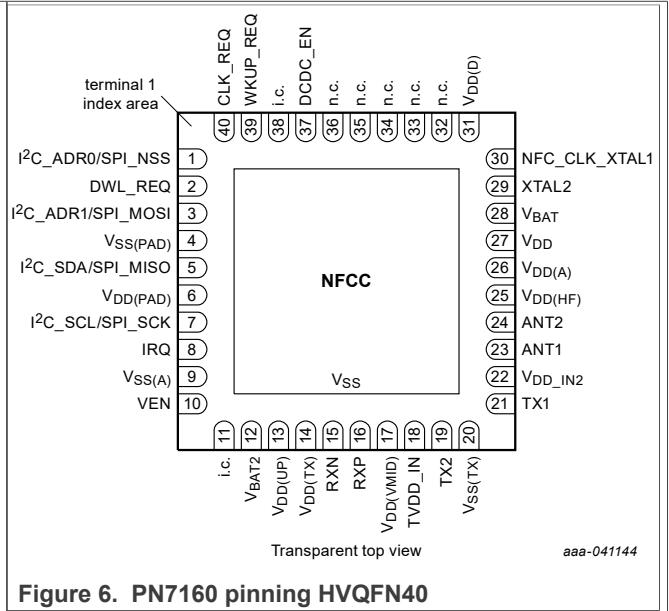 CLK_REQ
WKUP_REQ
i.c.
DCDC_EN
n.c.
n.c.
n.c.
n.c.
n.c.
VDD(D)
terminal 1
index area
40
39
38
37
36
35
34
33
32
31
I²C_ADR0/SPI_NSS 1
DWL_REQ 2
I²C_ADR1/SPI_MOSI 3
VSS(PAD) 4
I²C_SDA/SPI_MISO 5
VDD(PAD) 6
I²C_SCL/SPI_SCK 7
IRQ 8
VSS(A) 9
VEN 10
NFCC
VSS
30 NFC_CLK_XTAL1
29 XTAL2
28 VBAT
27 VDD
26 VDD(A)
25 VDD(HF)
24 ANT2
23 ANT1
22 VDD_IN2
21 TX1
11
12
13
14
15
16
17
18
19
20
i.c.
VBAT2
VDD(UP)
VDD(TX)
RXN
RXP
VDD(VMID)
TVDD_IN
TX2
VSS(TX)
Transparent top view
aaa-041144
Figure 6. PN7160 pinning HVQFN40